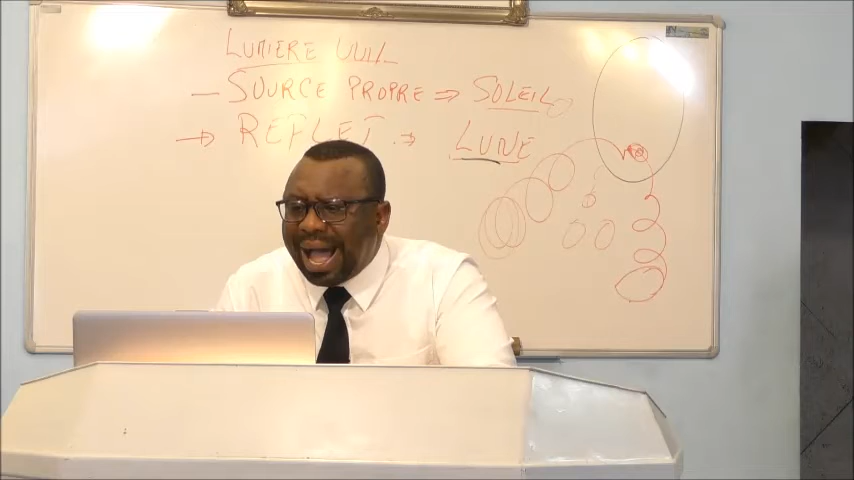 LUMIERE
— SOURCE PROPRE ⇒ SOLEIL
→ REFLET ⇒ LUNE